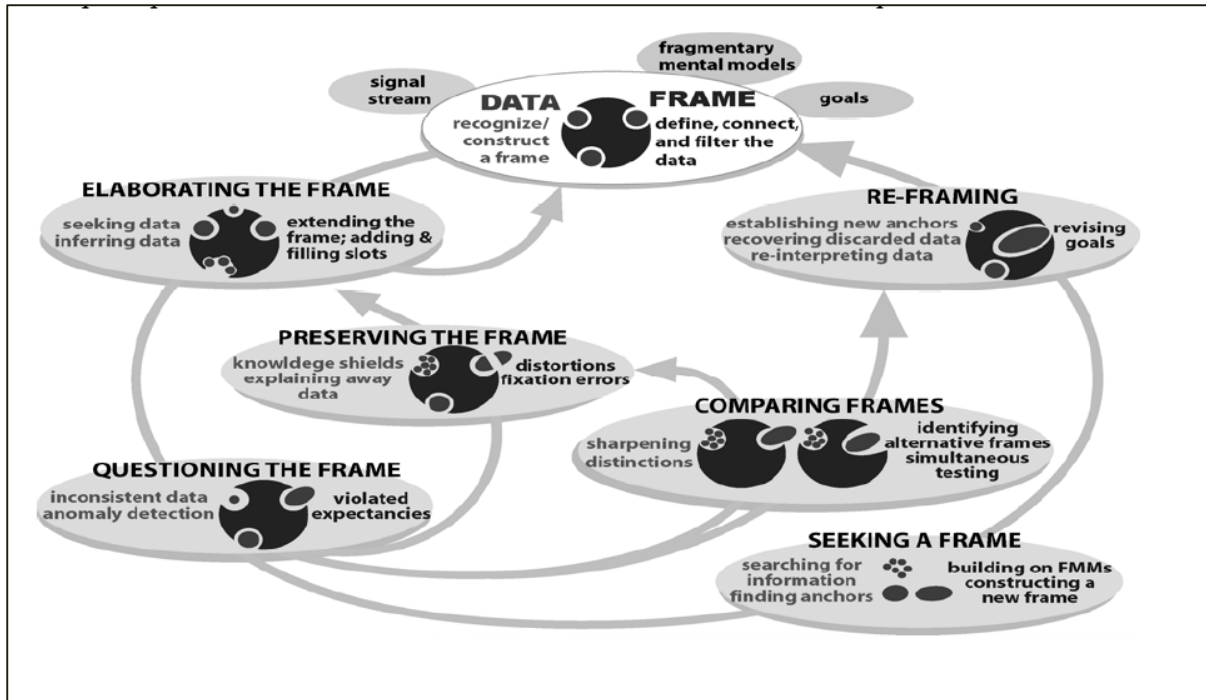 fragmentary
mental models
signal
stream
goals
DATA
recognize/
construct
a frame
FRAME
define, connect,
and filter the
data
ELABORATING THE FRAME
seeking data
inferring data
extending the
frame; adding &
filling slots
RE-FRAMING
establishing new anchors
recovering discarded data
re-interpreting data
revising
goals
PRESERVING THE FRAME
knowldege shields
explaining away
data
distortions
fixation errors
COMPARING FRAMES
sharpening
distinctions
identifying
alternative frames
simultaneous
testing
QUESTIONING THE FRAME
inconsistent data
anomaly detection
violated
expectancies
SEEKING A FRAME
searching for
information
finding anchors
building on FMMs
constructing a
new frame